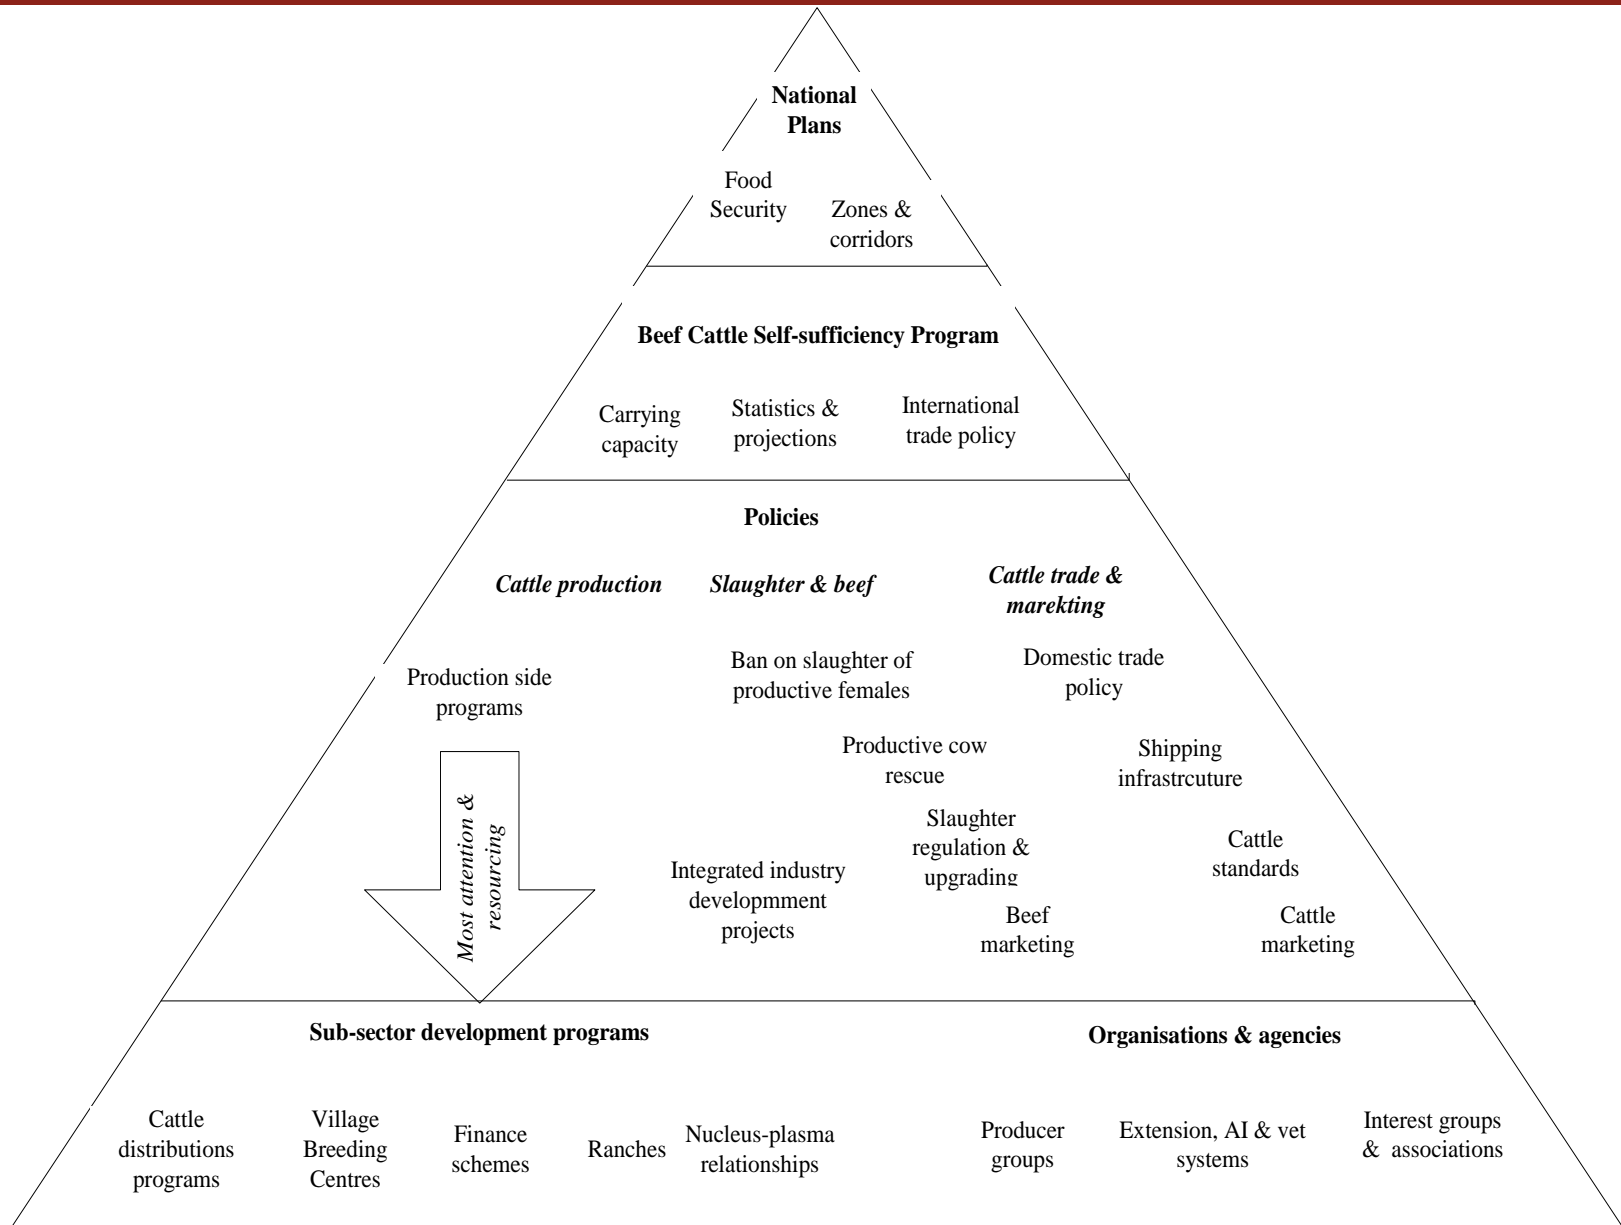 National
Plans
Food
Security
Zones &
corridors
Beef Cattle Self-sufficiency Program
Carrying
capacity
Statistics &
projections
International
trade policy
Policies
Cattle production
Slaughter & beef
Cattle trade &
marekting
Production side
programs
Ban on slaughter of
productive females
Domestic trade
policy
Productive cow
rescue
Shipping
infrastrcuture
Most attention &
resourcing
Slaughter
regulation &
upgrading
Cattle
standards
Integrated industry
developmment
projects
Beef
marketing
Cattle
marketing
Sub-sector development programs
Organisations & agencies
Cattle
distributions
programs
Village
Breeding
Centres
Finance
schemes
Ranches
Nucleus-plasma
relationships
Producer
groups
Extension, AI & vet
systems
Interest groups
& associations